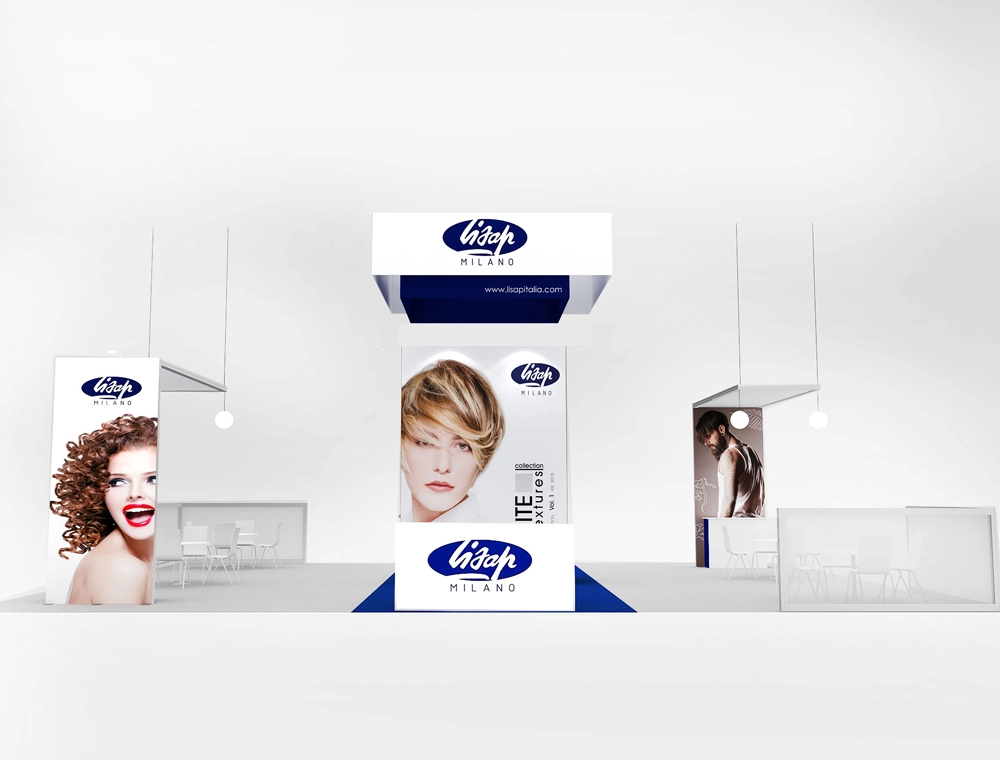 lisap
MILANO
www.lisapitalia.com
lisap
MILANO
lisap
MILANO
collection
ITE
extures
Vol. 1
lisap
MILANO